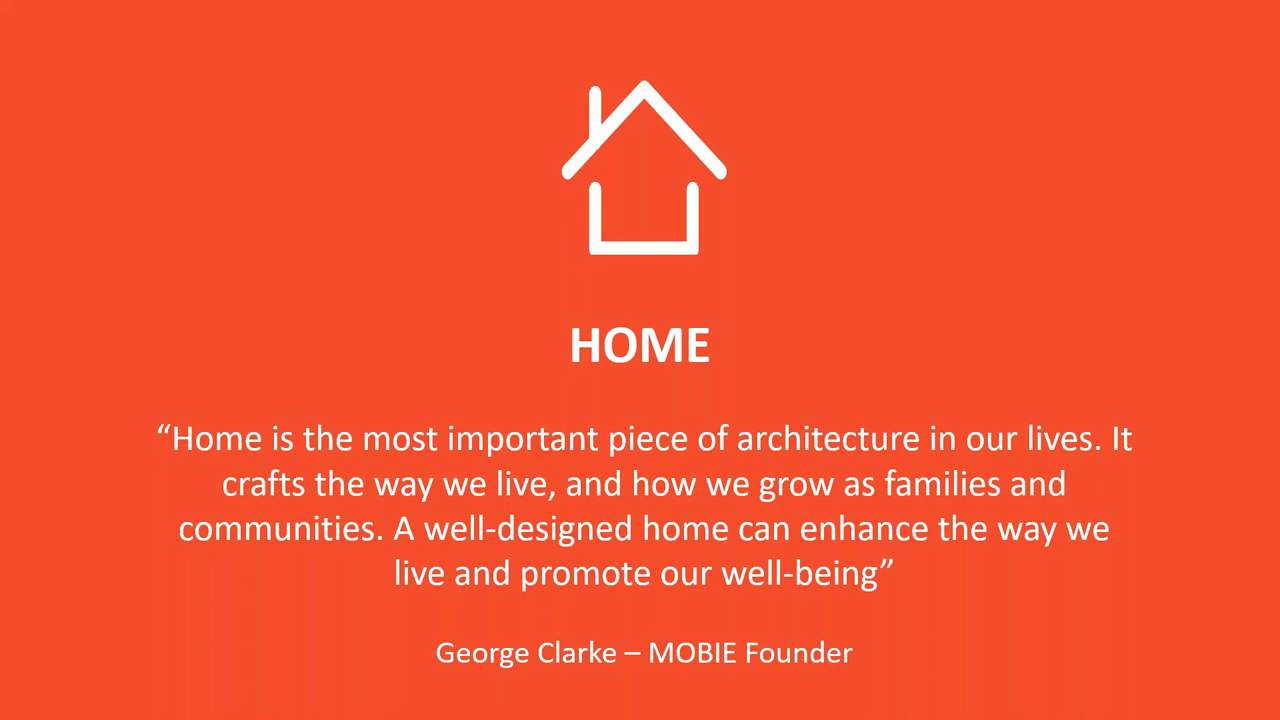 HOME
“Home is the most important piece of architecture in our lives. It
crafts the way we live, and how we grow as families and
communities. A well-designed home can enhance the way we
live and promote our well-being”
George Clarke – MOBIE Founder